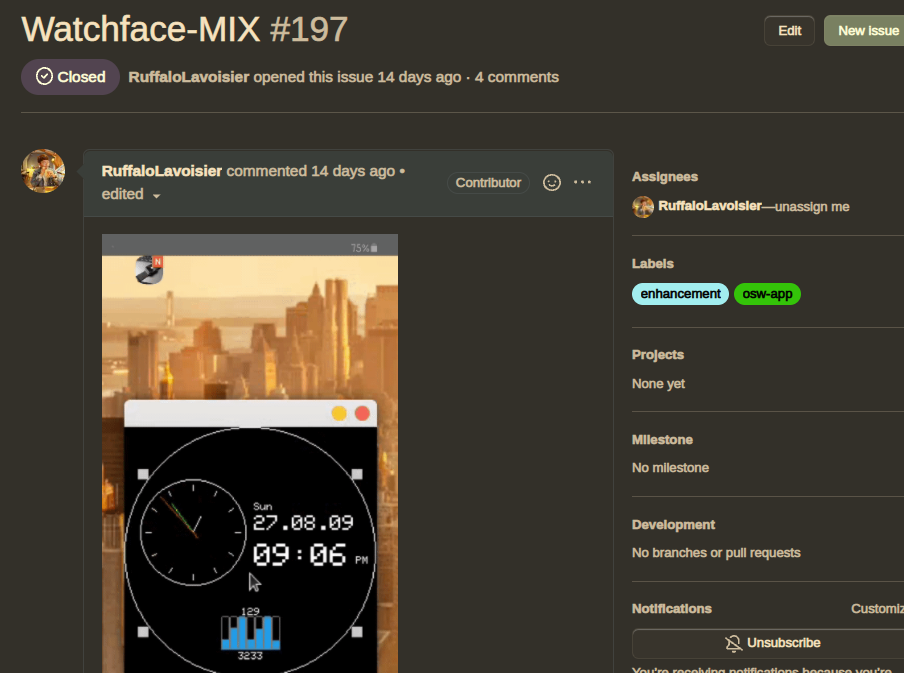 Watchface-MIX #197
Edit
New issue
Closed
RuffaloLavoisier opened this issue 14 days ago · 4 comments
RuffaloLavoisier commented 14 days ago •
edited
Contributor
75%
N
Sun
27.08.09
09:06 PM
129
3233
Assignees
RuffaloLavoisier—unassign me
Labels
enhancement
osw-app
Projects
None yet
Milestone
No milestone
Development
No branches or pull requests
Notifications
Customiz
Unsubscribe
You're receiving notifications because you're